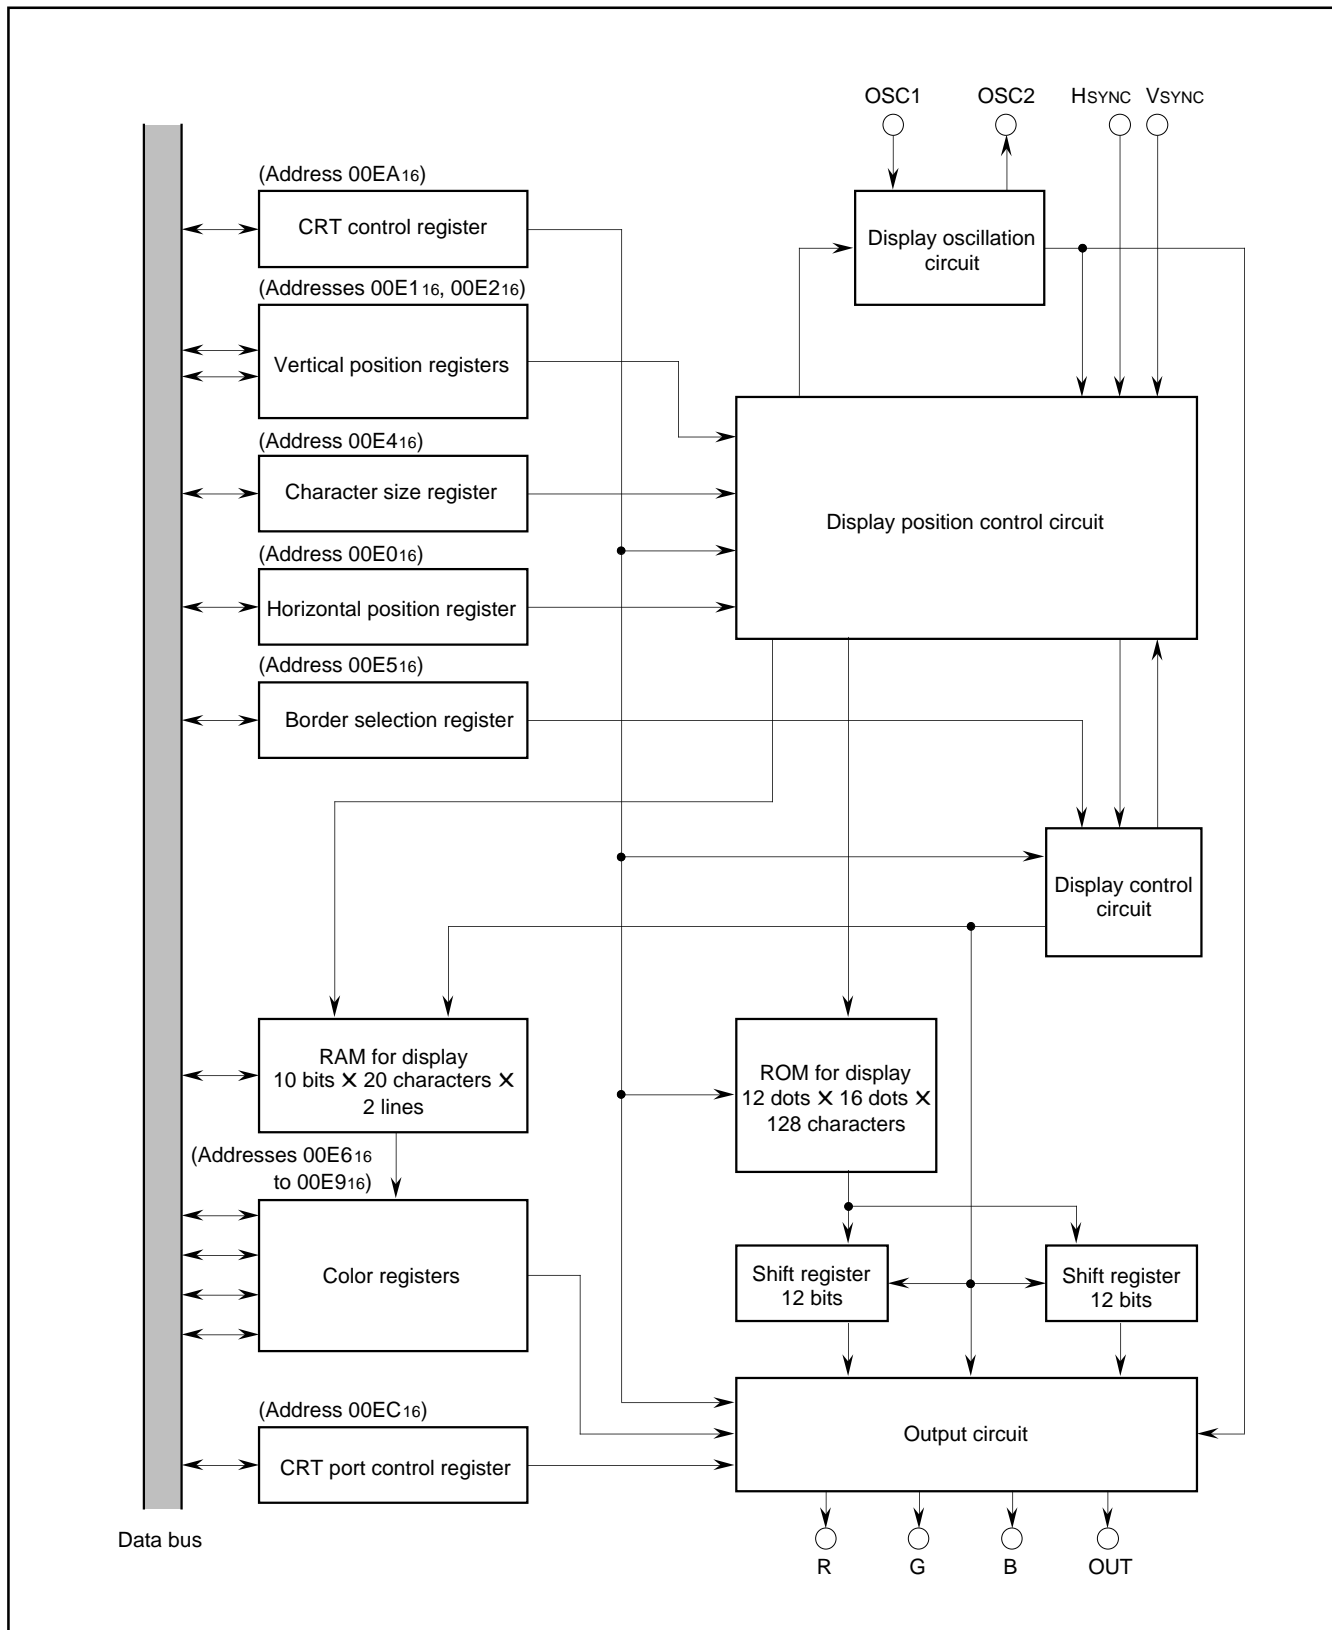 OSC1 OSC2 HSYNC VSYNC
(Address 00EA16)
CRT control register
Display oscillation
circuit
(Addresses 00E116, 00E216)
Vertical position registers
(Address 00E416)
Character size register
Display position control circuit
(Address 00E016)
Horizontal position register
(Address 00E516)
Border selection register
Display control
circuit
RAM for display
10 bits × 20 characters ×
2 lines
ROM for display
12 dots × 16 dots ×
128 characters
(Addresses 00E616
to 00E916)
Color registers
Shift register
12 bits
Shift register
12 bits
(Address 00EC16)
CRT port control register
Output circuit
Data bus
R G B OUT